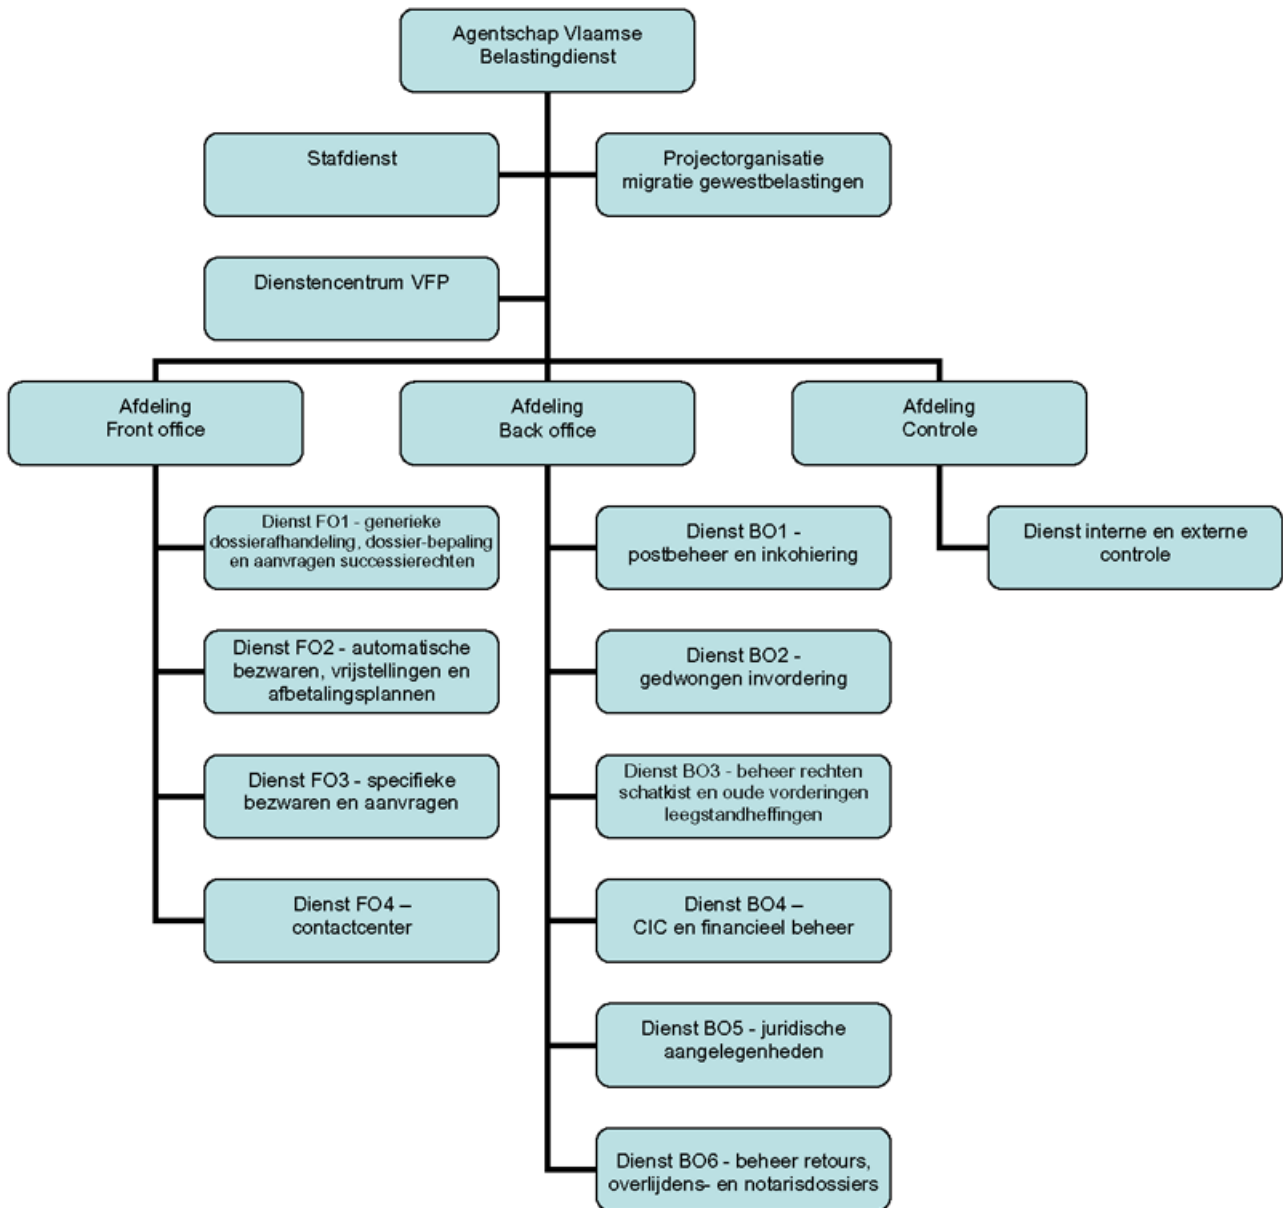 Agentschap Vlaamse
Belastingdienst
Stafdienst
Projectorganisatie
migratie gewestbelastingen
Dienstencentrum VFP
Afdeling
Front office
Afdeling
Back office
Afdeling
Controle
Dienst FO1 - generieke
dossierafhandeling, dossier-bepaling
en aanvragen successierechten
Dienst FO2 - automatische
bezwaren, vrijstellingen en
afbetalingsplannen
Dienst FO3 - specifieke
bezwaren en aanvragen
Dienst FO4 –
contactcenter
Dienst BO1 -
postbeheer en inkohiering
Dienst BO2 -
gedwongen invordering
Dienst BO3 - beheer rechten
schatkist en oude vorderingen
leegstandheffingen
Dienst BO4 –
CIC en financieel beheer
Dienst BO5 - juridische
aangelegenheden
Dienst BO6 - beheer retours,
overlijdens- en notarisdossiers
Dienst interne en externe
controle